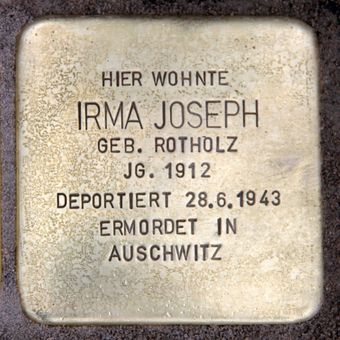 HIER WOHNTE
IRMA JOSEPH
GEB. ROTHOLZ
JG. 1912
DEPORTIERT 28.6.1943
ERMORDET IN
AUSCHWITZ